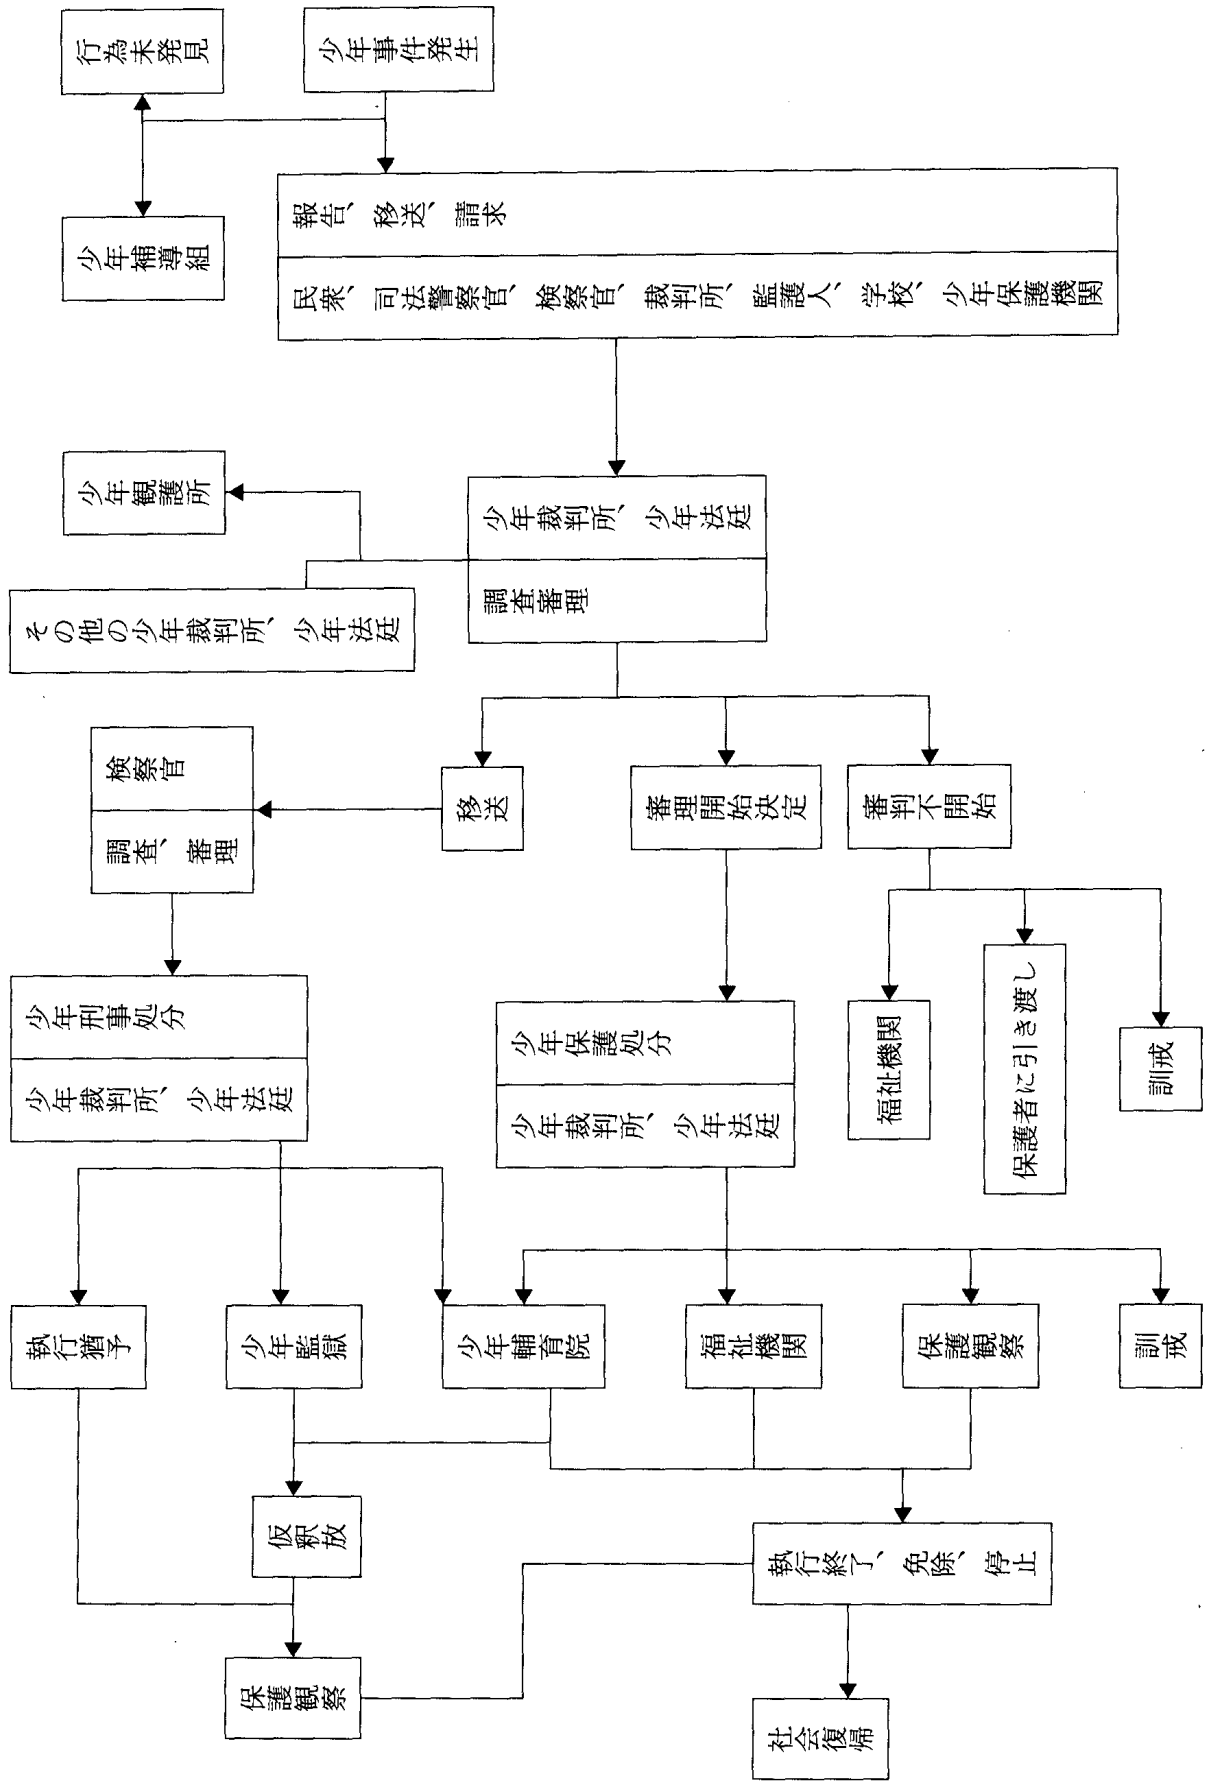 少年事件発生
行為未発見
少年補導組
報告、移送、請求
民衆、司法警察官、検察官、裁判所、監護人、学校、少年保護機関
少年観護所
少年裁判所、少年法廷
調査審理
その他の少年裁判所、少年法廷
移送
審理開始決定
審判不開始
検察官
調査、審理
少年刑事処分
少年裁判所、少年法廷
少年保護処分
少年裁判所、少年法廷
福祉機関
保護者に引き渡し
訓戒
執行猶予
少年監獄
少年輔育院
福祉機関
保護観察
訓戒
仮釈放
執行終了、免除、停止
保護観察
社会復帰